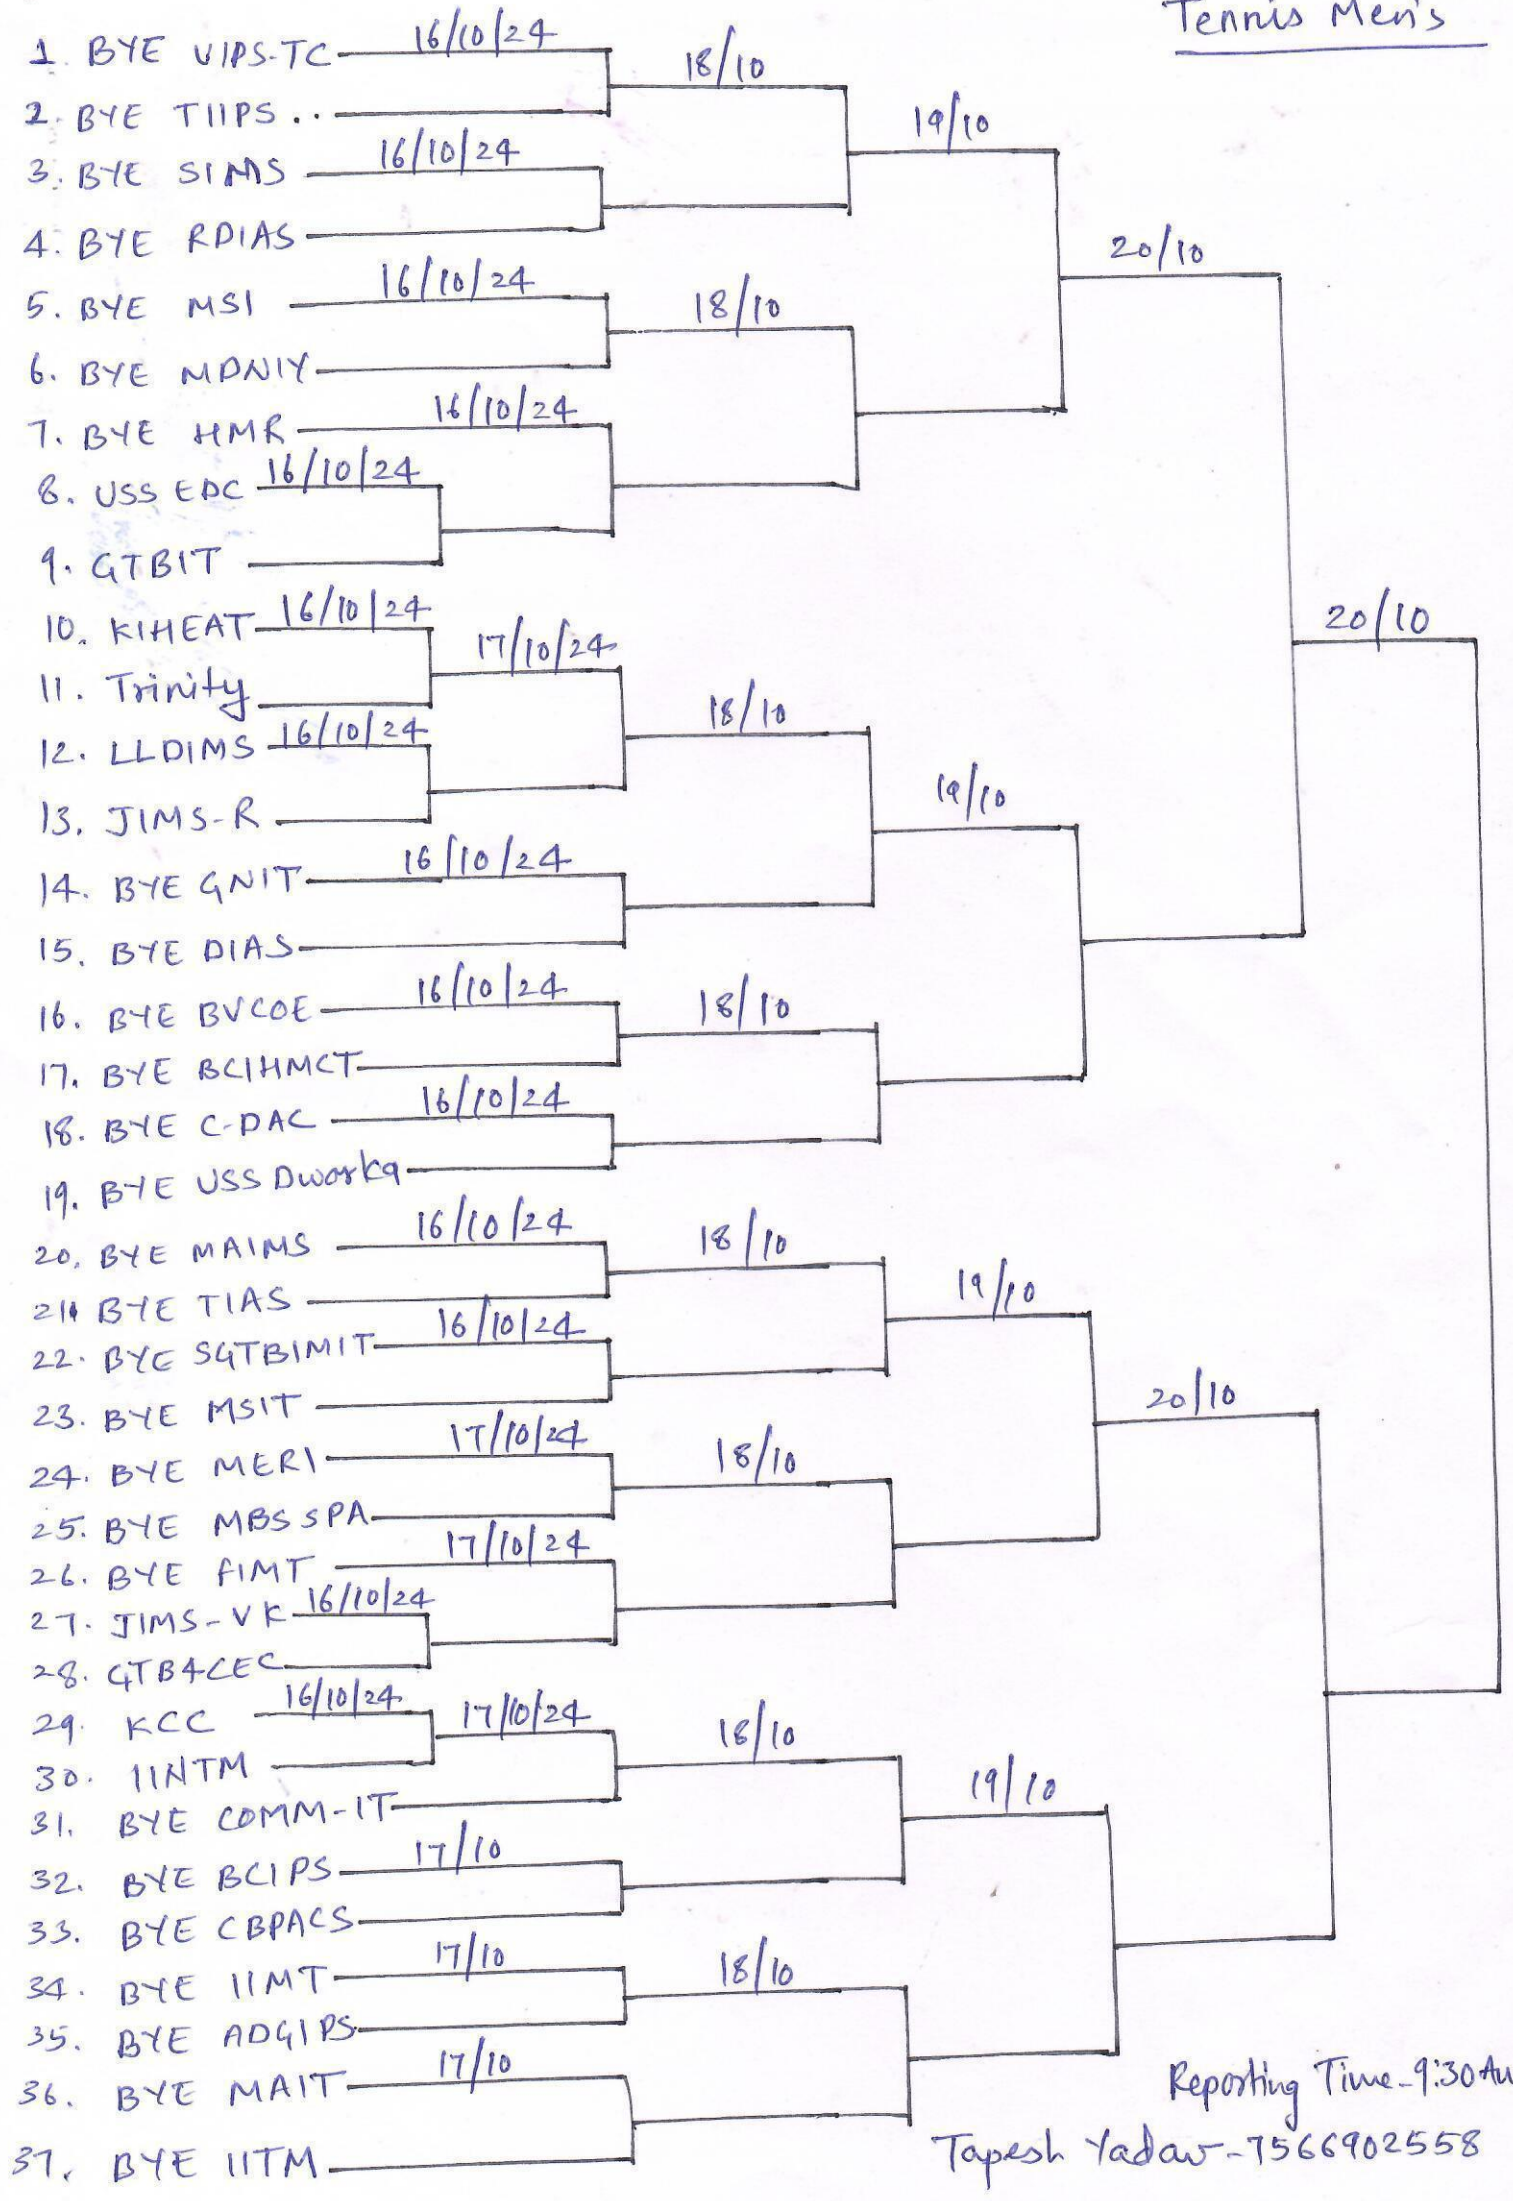 Tennis Men's
1. BYE VIPS-TC 16/10/24
18/10
2. BYE TIIPS ..
19/10
3. BYE SIMS 16/10/24
4. BYE RDIAS
20/10
5. BYE MSI 16/10/24
18/10
6. BYE MDNIY
7. BYE HMR 16/10/24
8. USS EDC 16/10/24
9. GTBIT
10. KIHEAT 16/10/24
17/10/24
20/10
11. Trinity
18/10
12. LLDIMS 16/10/24
13. JIMS-R
19/10
14. BYE GNIT 16/10/24
15. BYE DIAS
16. BYE BVCOE 16/10/24
18/10
17. BYE BCIHMCT
18. BYE C-DAC 16/10/24
19. BYE USS Dwarka
20. BYE MAIMS 16/10/24
18/10
21. BYE TIAS
19/10
22. BYE SGTBIMIT 16/10/24
23. BYE MSIT
20/10
24. BYE MERI 17/10/24
18/10
25. BYE MBSSPA
26. BYE FIMT 17/10/24
27. JIMS-VK 16/10/24
28. GTB4CEC
29. KCC 16/10/24
17/10/24
18/10
30. IINTM
31. BYE COMM-IT
19/10
32. BYE BCIPS 17/10
33. BYE CBPACS
34. BYE IIMT 17/10
18/10
35. BYE ADGIPS
36. BYE MAIT 17/10
37. BYE IITM
Reporting Time-9:30 Am
Tapesh Yadav-7566902558